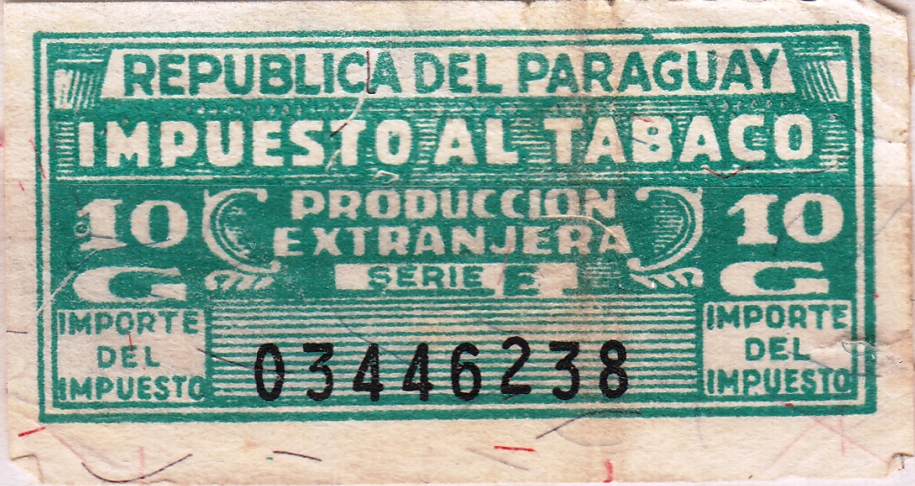 REPUBLICA DEL PARAGUAY
IMPUESTO AL TABACO
10 G
PRODUCCION
EXTRANJERA
SERIE E
10 G
IMPORTE
DEL
IMPUESTO
03446238
IMPORTE
DEL
IMPUESTO